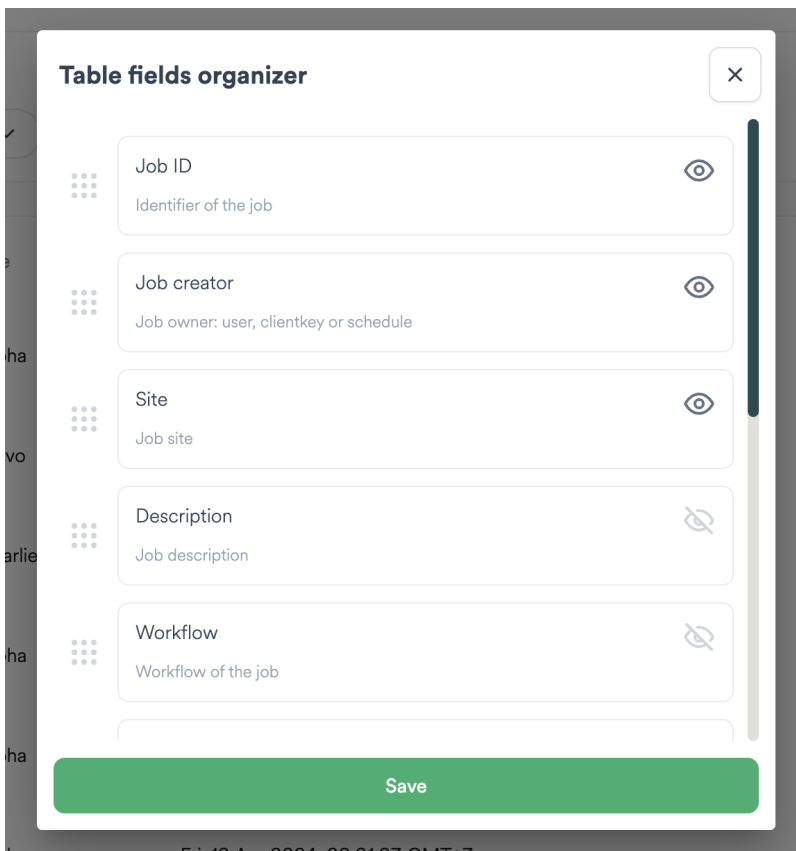 Table fields organizer
Job ID
Identifier of the job
Job creator
Job owner: user, clientkey or schedule
Site
Job site
Description
Job description
Workflow
Workflow of the job
Save